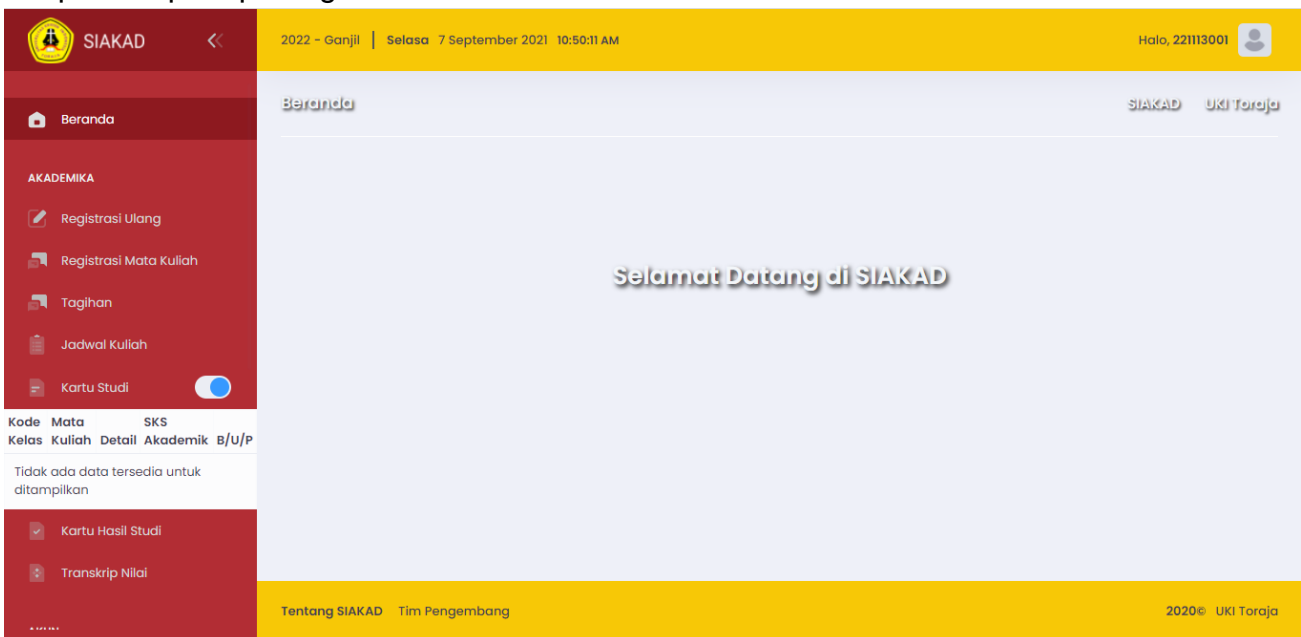 SIAKAD
2022 - Ganjil | Selasa 7 September 2021 10:50:11 AM
Halo, 221113001
Beranda
Beranda
SIAKAD UKI Toraja
AKADEMIKA
Registrasi Ulang
Registrasi Mata Kuliah
Tagihan
Jadwal Kuliah
Kartu Studi
Kode Mata SKS
Kelas Kuliah Detail Akademik B/U/P
Tidak ada data tersedia untuk
ditampilkan
Kartu Hasil Studi
Transkrip Nilai
Selamat Datang di SIAKAD
Tentang SIAKAD Tim Pengembang
2020© UKI Toraja